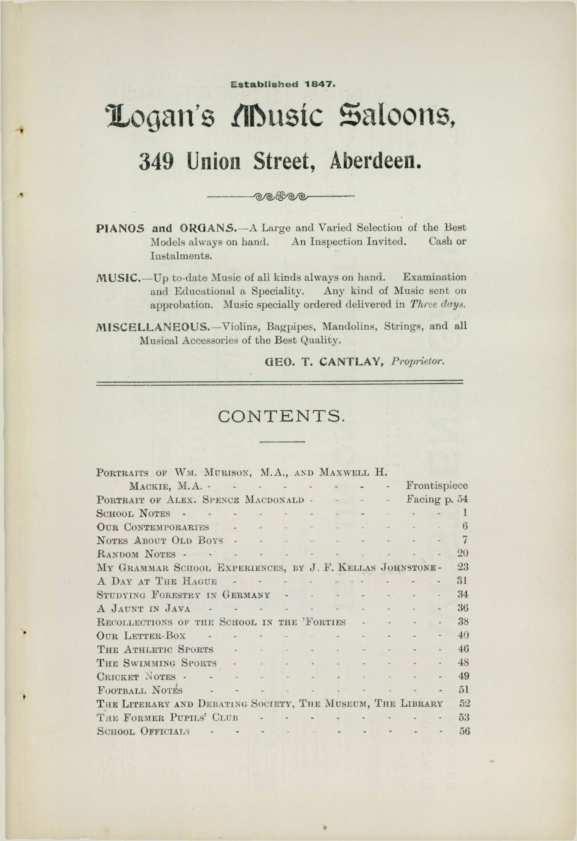 Established 1847.
Logan's Music Saloons,
349 Union Street, Aberdeen.
PIANOS and ORGANS.—A Large and Varied Selection of the Best
Models always on hand. An Inspection Invited. Cash or
Instalments.
MUSIC.—Up to-date Music of all kinds always on hand. Examination
and Educational a Speciality. Any kind of Music sent on
approbation. Music specially ordered delivered in Three days.
MISCELLANEOUS.—Violins, Bagpipes, Mandolins, Strings, and all
Musical Accessories of the Best Quality.
GEO. T. CANTLAY, Proprietor.
CONTENTS.
PORTRAITS OF WM. MURISON, M.A., AND MAXWELL H.
MACKIE, M.A. - - - - - - - - Frontispiece
PORTRAIT OF ALEX. SPENCE MACDONALD - - - - Facing p. 54
SCHOOL NOTES - - - - - - - - - - 1
OUR CONTEMPORARIES - - - - - - - - - 6
NOTES ABOUT OLD BOYS - - - - - - - - - 7
RANDOM NOTES - - - - - - - - - - 20
MY GRAMMAR SCHOOL EXPERIENCES, BY J. F. KELLAS JOHNSTONE - 23
A DAY AT THE HAGUE - - - - - - - - - 31
STUDYING FORESTRY IN GERMANY - - - - - - - 34
A JAUNT IN JAVA - - - - - - - - - - 36
RECOLLECTIONS OF THE SCHOOL IN THE 'FORTIES - - - - 38
OUR LETTER-BOX - - - - - - - - - - 40
THE ATHLETIC SPORTS - - - - - - - - - 46
THE SWIMMING SPORTS - - - - - - - - - 48
CRICKET NOTES - - - - - - - - - - 49
FOOTBALL NOTES - - - - - - - - - - 51
THE LITERARY AND DEBATING SOCIETY, THE MUSEUM, THE LIBRARY 52
THE FORMER PUPILS' CLUB - - - - - - - - 53
SCHOOL OFFICIALS - - - - - - - - - - 56